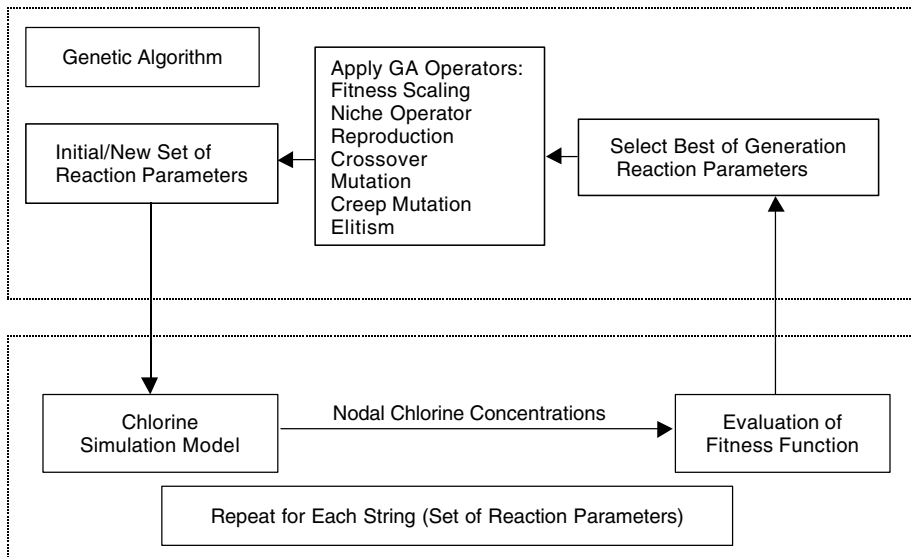 Genetic Algorithm
Apply GA Operators:
Fitness Scaling
Niche Operator
Reproduction
Crossover
Mutation
Creep Mutation
Elitism
Initial/New Set of
Reaction Parameters
Select Best of Generation
Reaction Parameters
Chlorine
Simulation Model
Nodal Chlorine Concentrations
Evaluation of
Fitness Function
Repeat for Each String (Set of Reaction Parameters)